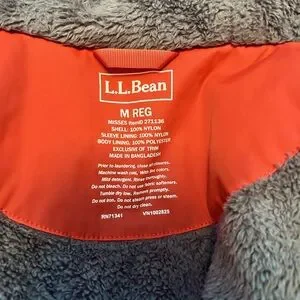 L.L.Bean
M REG
MISSES Item# 271136
SHELL: 100% NYLON
SLEEVE LINING: 100% NYLON
BODY LINING: 100% POLYESTER
EXCLUSIVE OF TRIM
MADE IN BANGLADESH
Prior to laundering, close all closures.
Machine wash cold, with like colors.
Mild detergent. Rinse thoroughly.
Do not bleach. Do not use fabric softeners.
Tumble dry low. Remove promptly.
Do not iron. Do not steam press or steam.
Do not dry clean.
RN71341 VN1002825